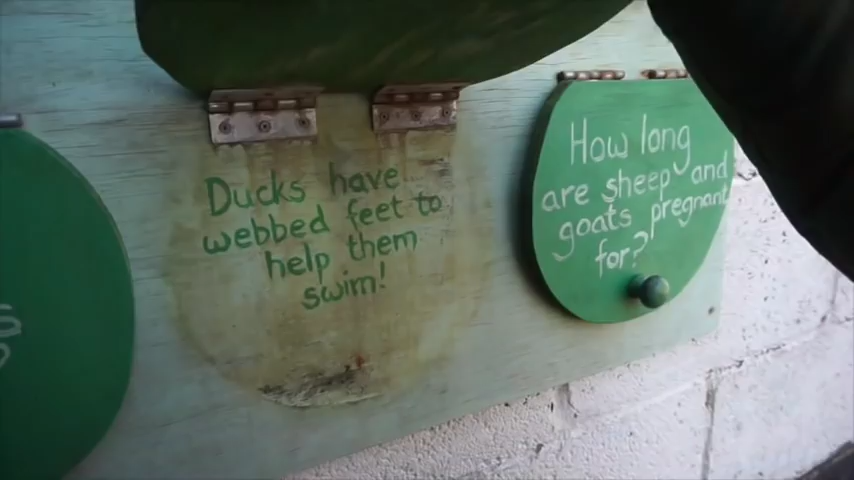 Ducks have
webbed feet to
help them
swim!
How long
are sheep and
goats pregnant
for?